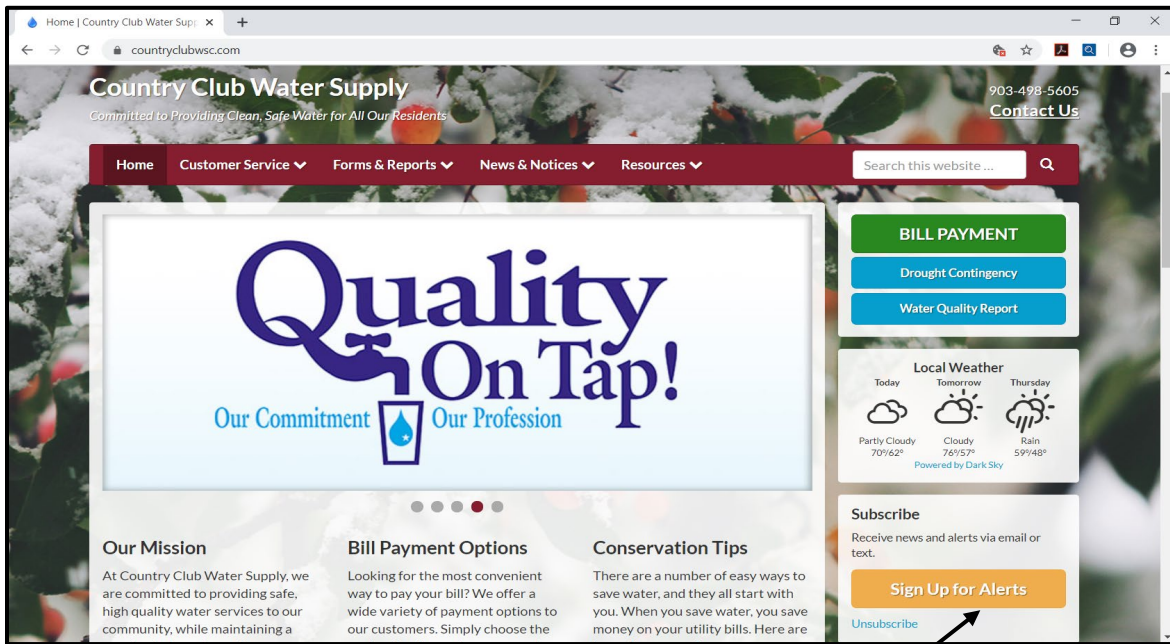 Home | Country Club Water Supp
countryclubwsc.com
Country Club Water Supply
Committed to Providing Clean, Safe Water for All Our Residents
903-498-5605
Contact Us
Home Customer Service Forms & Reports News & Notices Resources
Search this website ...
Quality
On Tap!
Our Commitment Our Profession
BILL PAYMENT
Drought Contingency
Water Quality Report
Local Weather
Today Tomorrow Thursday
Partly Cloudy Cloudy Rain
70°/62° 76°/57° 59°/48°
Powered by Dark Sky
Subscribe
Receive news and alerts via email or
text.
Sign Up for Alerts
Unsubscribe
Our Mission
At Country Club Water Supply, we
are committed to providing safe,
high quality water services to our
community, while maintaining a
Bill Payment Options
Looking for the most convenient
way to pay your bill? We offer a
wide variety of payment options to
our customers. Simply choose the
Conservation Tips
There are a number of easy ways to
save water, and they all start with
you. When you save water, you save
money on your utility bills. Here are